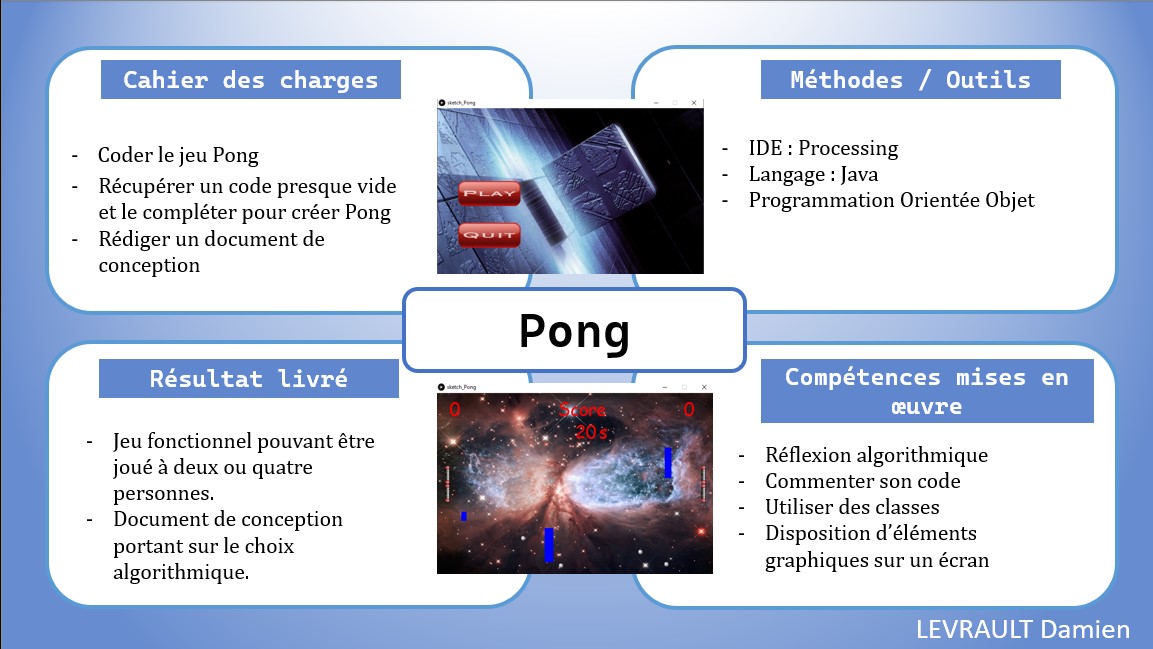 Cahier des charges
- Coder le jeu Pong
- Récupérer un code presque vide
et le compléter pour créer Pong
- Rédiger un document de
conception
Méthodes / Outils
- IDE : Processing
- Langage : Java
- Programmation Orientée Objet
sketch_Pong
PLAY
QUIT
Pong
Résultat livré
- Jeu fonctionnel pouvant être
joué à deux ou quatre
personnes.
- Document de conception
portant sur le choix
algorithmique.
sketch_Pong
0 Score 0
20 s
Compétences mises en
œuvre
- Réflexion algorithmique
- Commenter son code
- Utiliser des classes
- Disposition d’éléments
graphiques sur un écran
LEVRAULT Damien